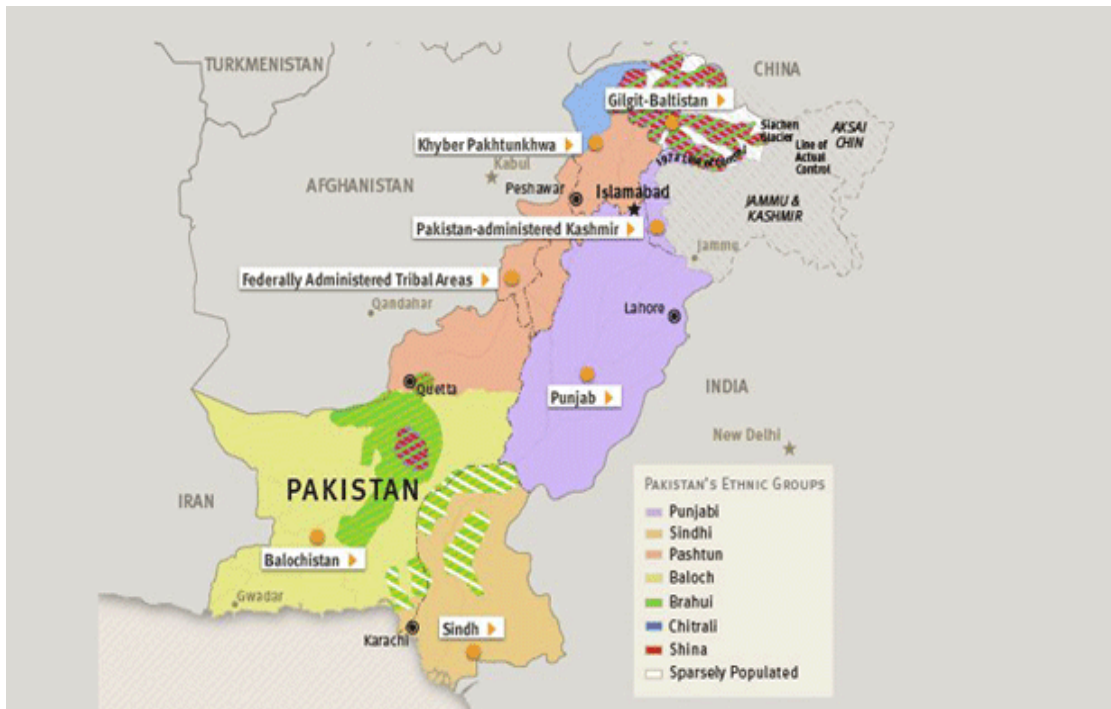 TURKMENISTAN
CHINA
Gilgit-Baltistan
Siachen
Glacier
AKSAI
CHIN
Line of
Actual
Control
Khyber Pakhtunkhwa
Kabul
AFGHANISTAN
Peshawar
Islamabad
JAMMU &
KASHMIR
Pakistan-administered Kashmir
Jammu
Federally Administered Tribal Areas
Qandahar
Lahore
Quetta
Punjab
INDIA
New Delhi
IRAN
PAKISTAN
Balochistan
Gwadar
Karachi
Sindh
PAKISTAN'S ETHNIC GROUPS
Punjabi
Sindhi
Pashtun
Baloch
Brahui
Chitrali
Shina
Sparsely Populated